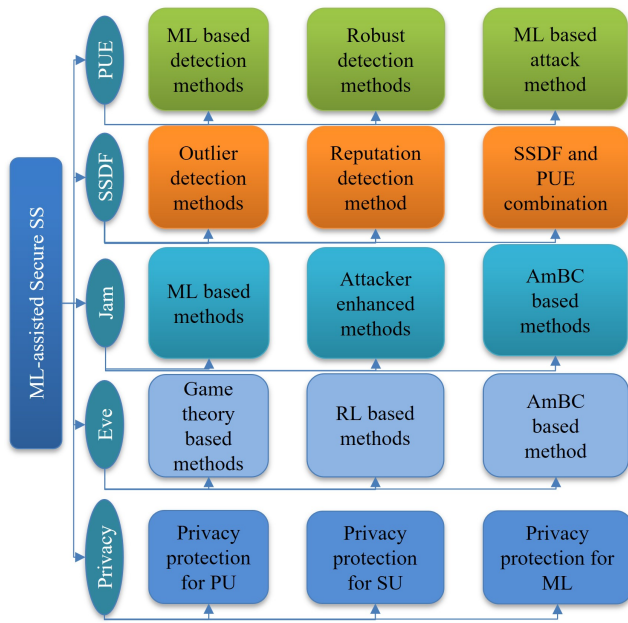 ML-assisted Secure SS
PUE
ML based
detection
methods
Robust
detection
methods
ML based
attack
method
SSDF
Outlier
detection
methods
Reputation
detection
method
SSDF and
PUE
combination
Jam
ML based
methods
Attacker
enhanced
methods
AmBC
based
methods
Eve
Game
theory
based
methods
RL based
methods
AmBC
based
method
Privacy
Privacy
protection
for PU
Privacy
protection
for SU
Privacy
protection for
ML